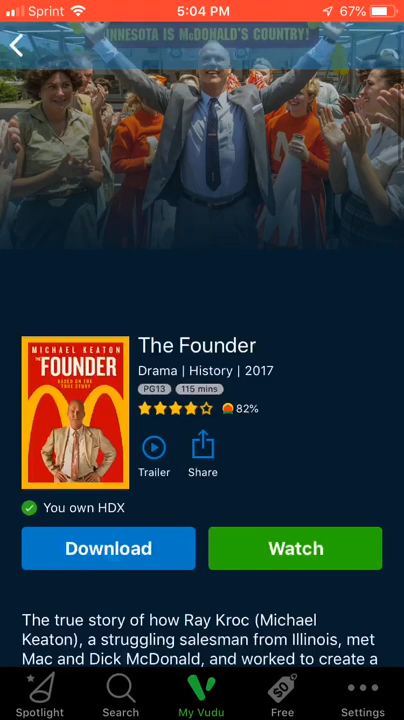 Sprint 5:04 PM 67%
INNESOTA IS McDONALD'S COUNTRY!
MICHAEL KEATON
THE FOUNDER
BASED ON THE TRUE STORY
The Founder
Drama | History | 2017
PG13 115 mins
82%
Trailer Share
You own HDX
Download Watch
The true story of how Ray Kroc (Michael
Keaton), a struggling salesman from Illinois, met
Mac and Dick McDonald, and worked to create a
Spotlight Search My Vudu Free Settings